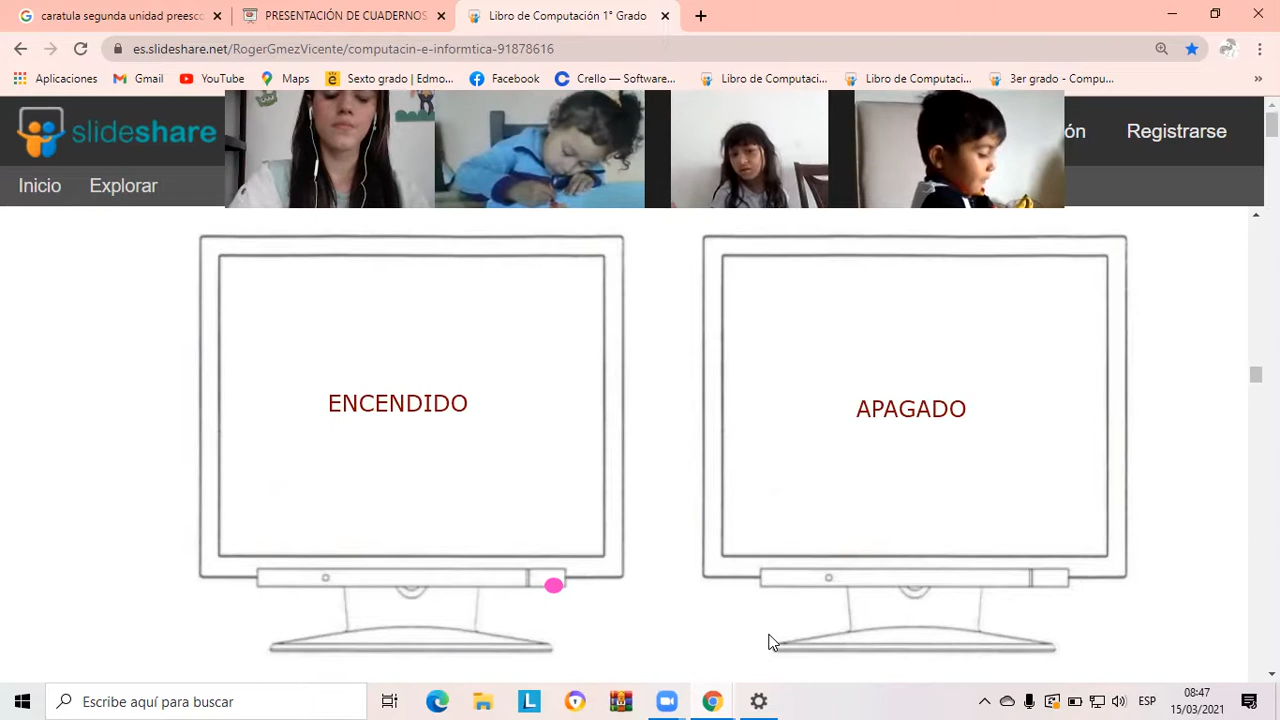 caratula segunda unidad preesco
PRESENTACIÓN DE CUADERNOS
Libro de Computación 1° Grado
es.slideshare.net/RogerGmezVicente/computacin-e-informtica-91878616
Aplicaciones
Gmail
YouTube
Maps
Sexto grado | Edmo...
Facebook
Crello — Software...
Libro de Computaci...
Libro de Computaci...
3er grado - Compu...
»
slideshare
ón
Registrarse
Inicio
Explorar
ENCENDIDO
APAGADO
Escribe aquí para buscar
L
ESP
08:47
15/03/2021